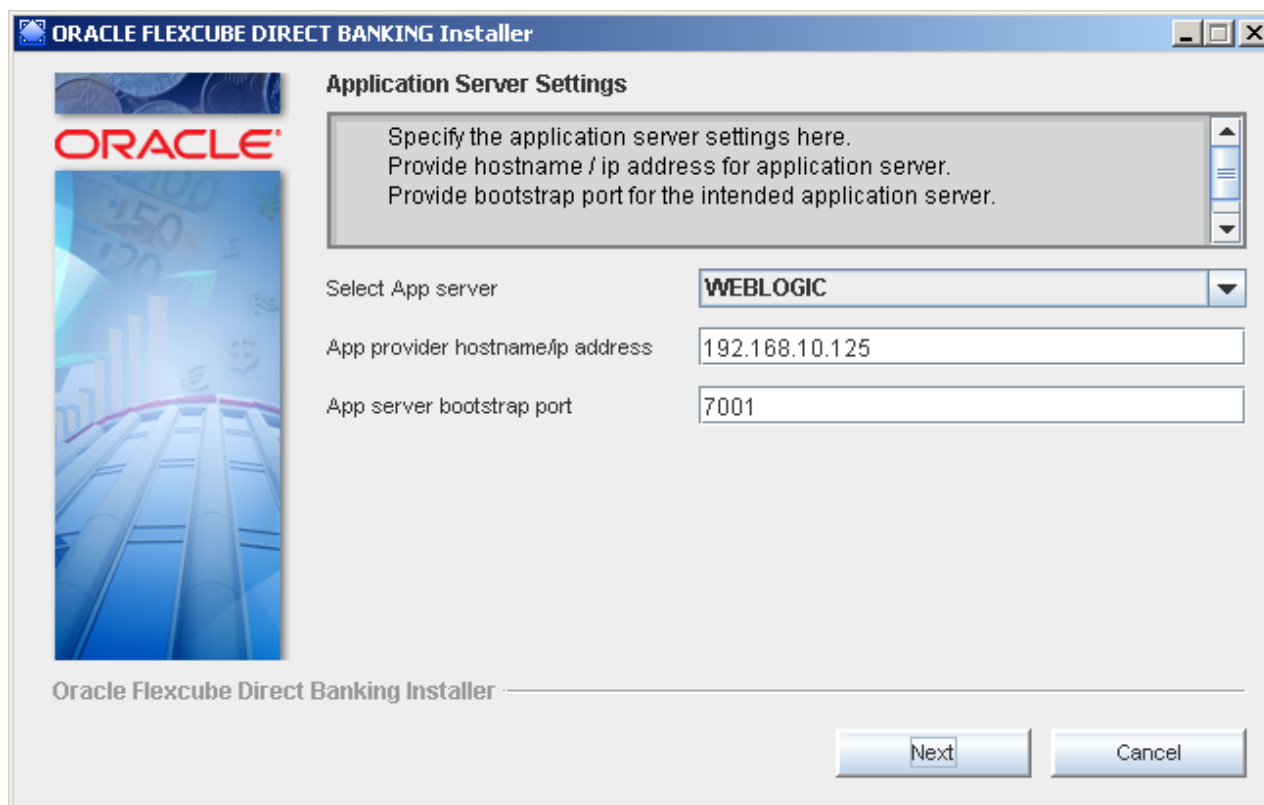 ORACLE FLEXCUBE DIRECT BANKING Installer
ORACLE
Application Server Settings
Specify the application server settings here.
Provide hostname / ip address for application server.
Provide bootstrap port for the intended application server.
Select App server
WEBLOGIC
App provider hostname/ip address
192.168.10.125
App server bootstrap port
7001
Oracle Flexcube Direct Banking Installer
Next
Cancel